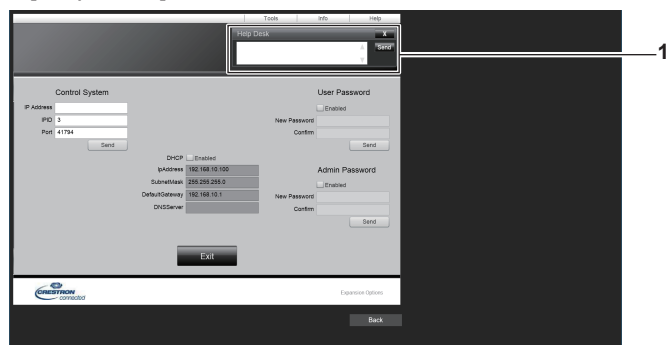 Tools Info Help
Help Desk X
Send
1
Control System
IP Address
IPID 3
Port 41794
Send
User Password
Enabled
New Password
Confirm
Send
DHCP Enabled
IpAddress 192.168.10.100
SubnetMask 255.255.255.0
DefaultGateway 192.168.10.1
DNSServer
Admin Password
Enabled
New Password
Confirm
Send
Exit
CRESTRON
connected
Expansion Options
Back